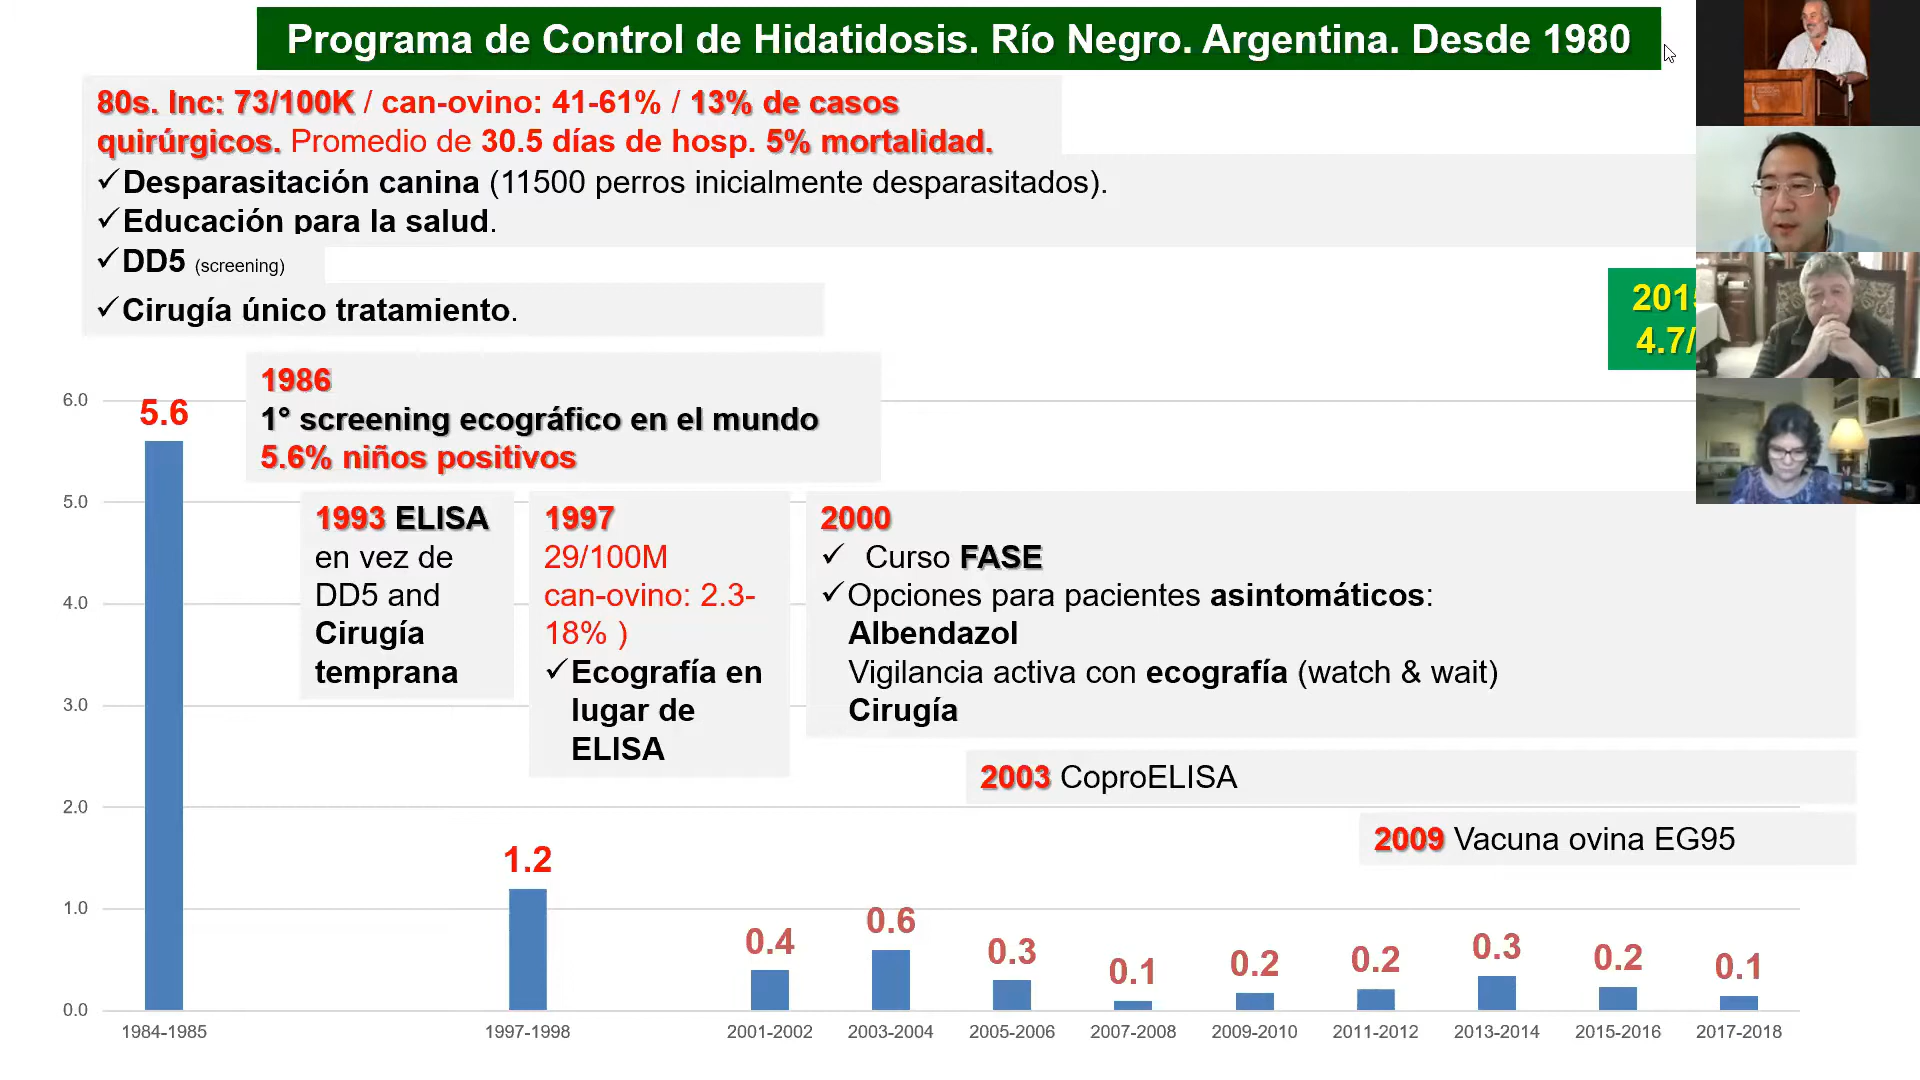 Programa de Control de Hidatidosis. Río Negro. Argentina. Desde 1980
80s. Inc: 73/100K / can-ovino: 41-61% / 13% de casos
quirúrgicos. Promedio de 30.5 días de hosp. 5% mortalidad.
✓Desparasitación canina (11500 perros inicialmente desparasitados).
✓Educación para la salud.
✓DD5 (screening)
✓Cirugía único tratamiento.
4.7/
1986
1° screening ecográfico en el mundo
5.6% niños positivos
1993 ELISA
en vez de
DD5 and
Cirugía
temprana
1997
29/100M
can-ovino: 2.3-
18% )
✓Ecografía en
lugar de
ELISA
2000
✓ Curso FASE
✓Opciones para pacientes asintomáticos:
Albendazol
Vigilancia activa con ecografía (watch & wait)
Cirugía
2003 CoproELISA
2009 Vacuna ovina EG95
6.0
5.0
4.0
3.0
2.0
1.0
0.0
5.6
1.2
0.4
0.6
0.3
0.1
0.2
0.2
0.3
0.2
0.1
1984-1985
1997-1998
2001-2002
2003-2004
2005-2006
2007-2008
2009-2010
2011-2012
2013-2014
2015-2016
2017-2018